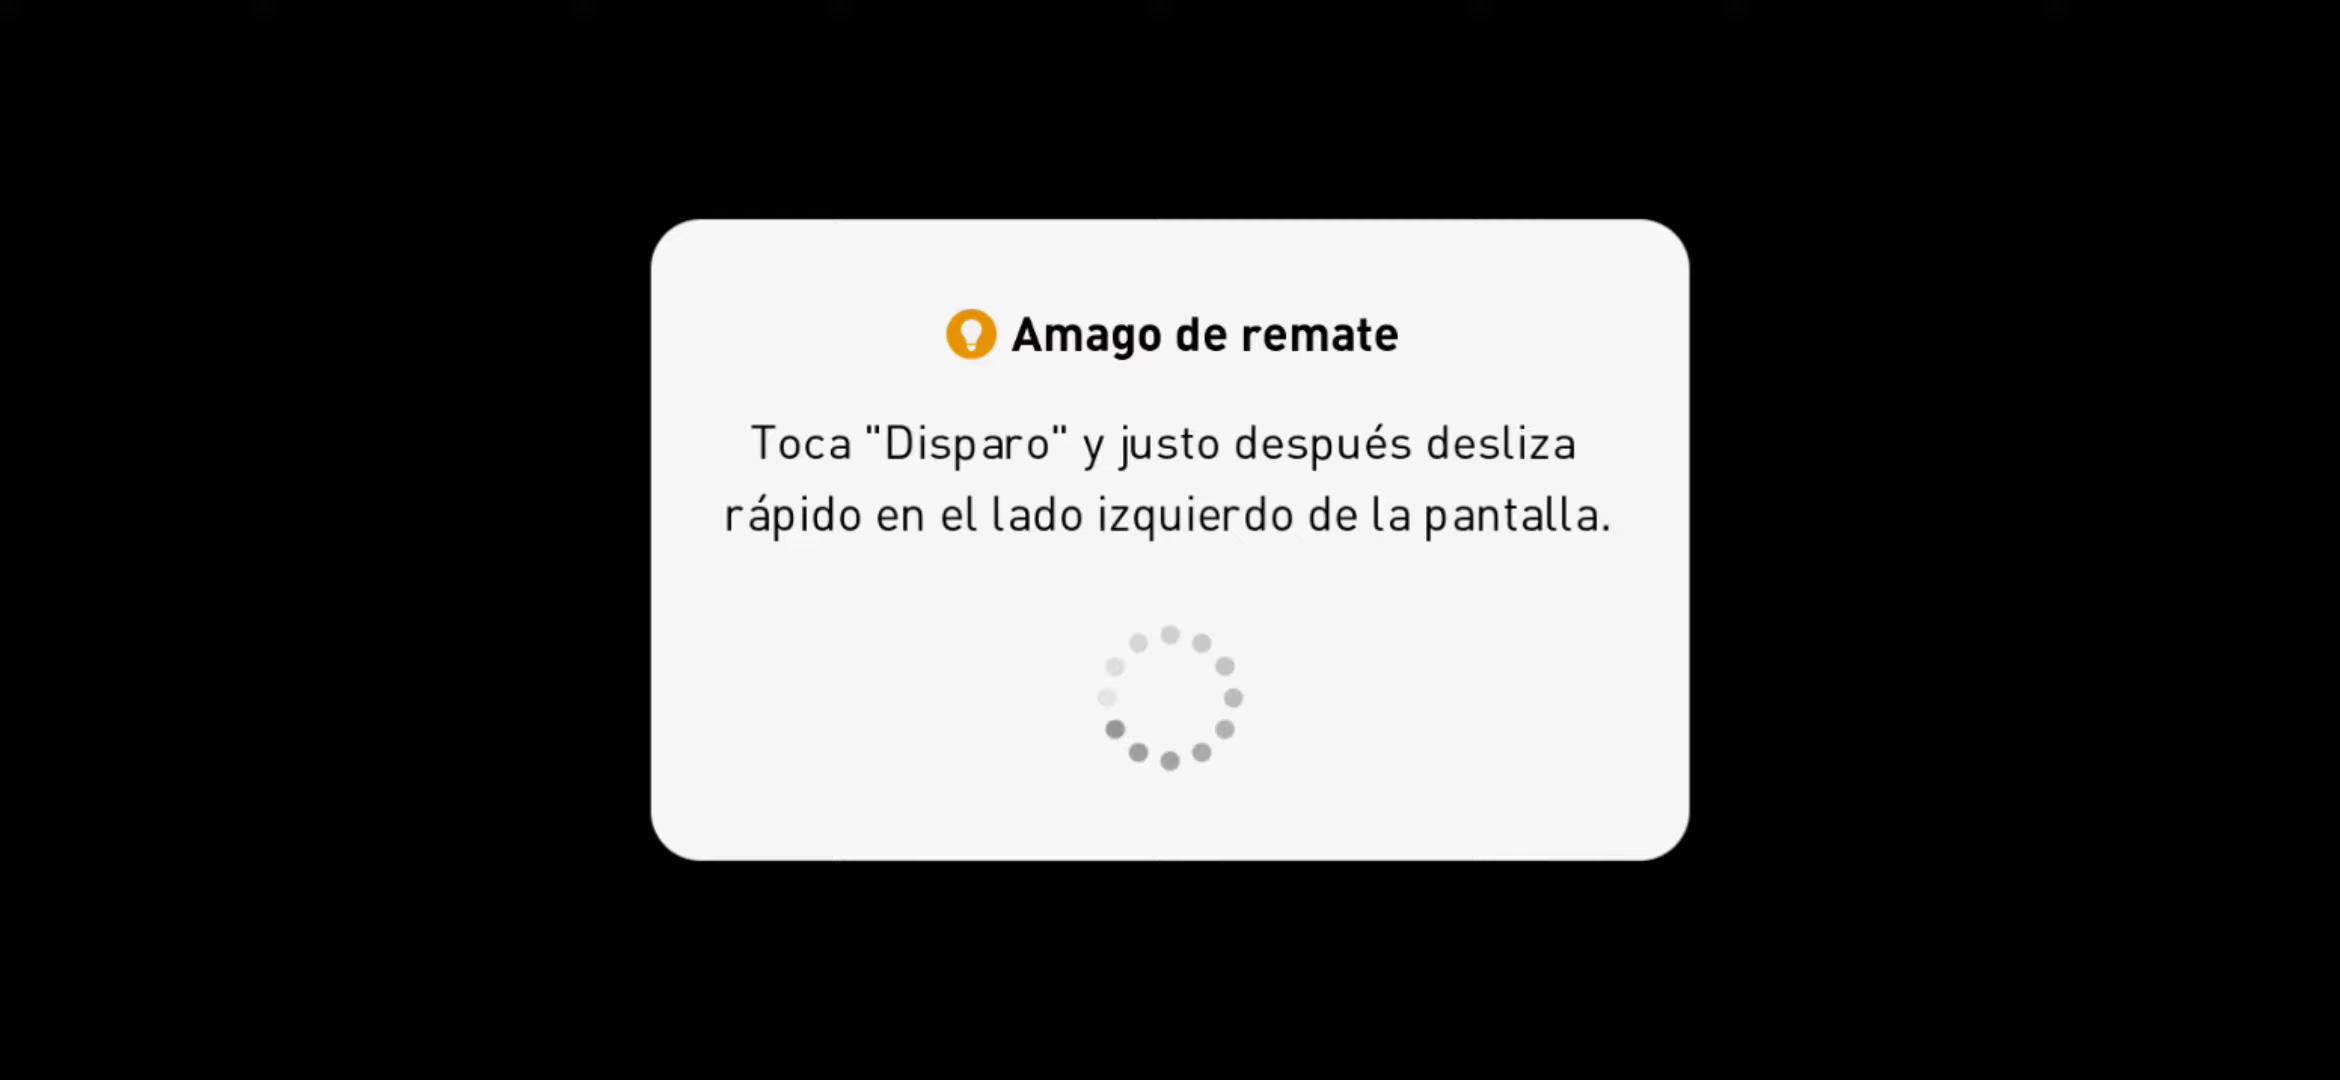 Amago de remate
Toca "Disparo" y justo después desliza
rápido en el lado izquierdo de la pantalla.